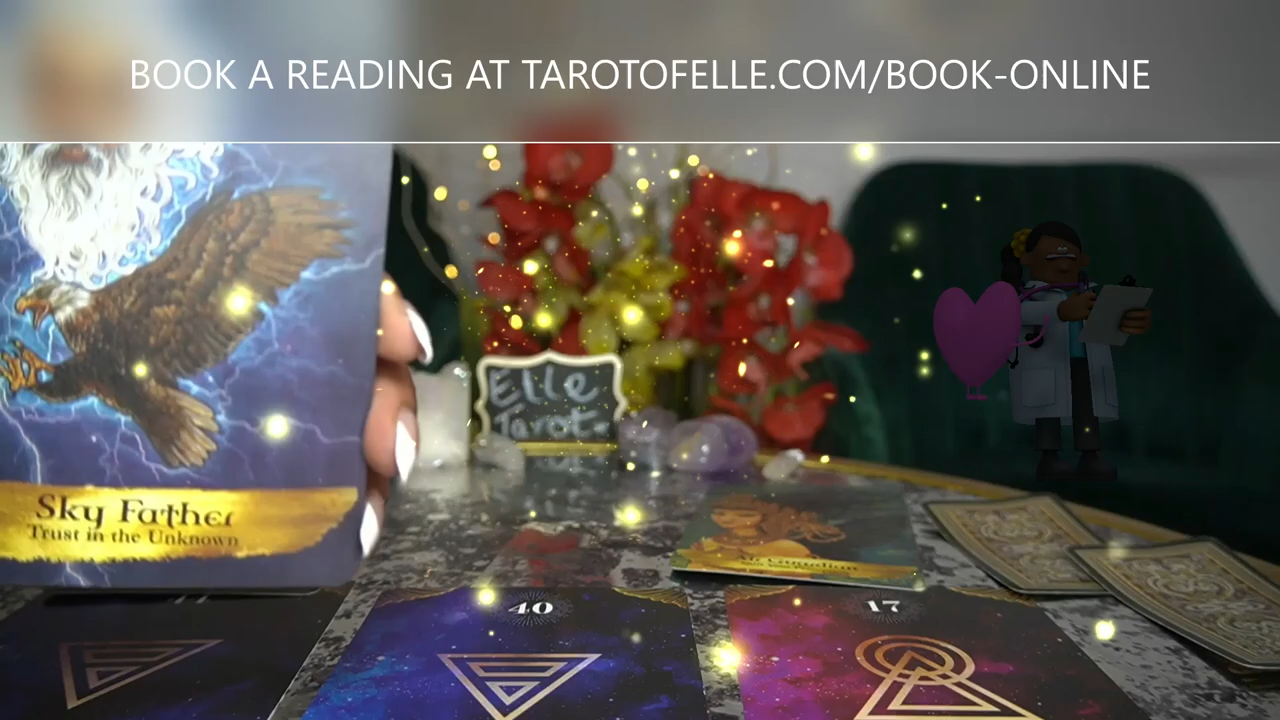 BOOK A READING AT TAROTOFELLE.COM/BOOK-ONLINE
Elle
Tarot.
Sky Father
Trust in the Unknown
40
17